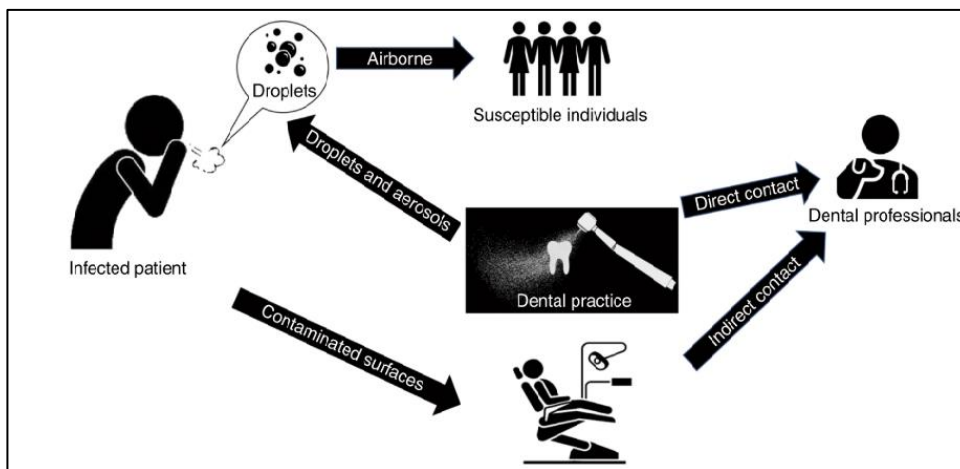 Droplets
Airborne
Susceptible individuals
Infected patient
Droplets and aerosols
Dental practice
Direct contact
Dental professionals
Contaminated surfaces
Indirect contact